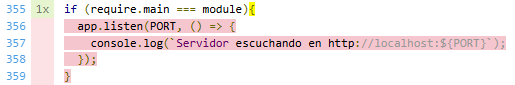 355 1x if (require.main === module){
356 app.listen(PORT, () => {
357 console.log(`Servidor escuchando en http://localhost:${PORT}`);
358 });
359 }